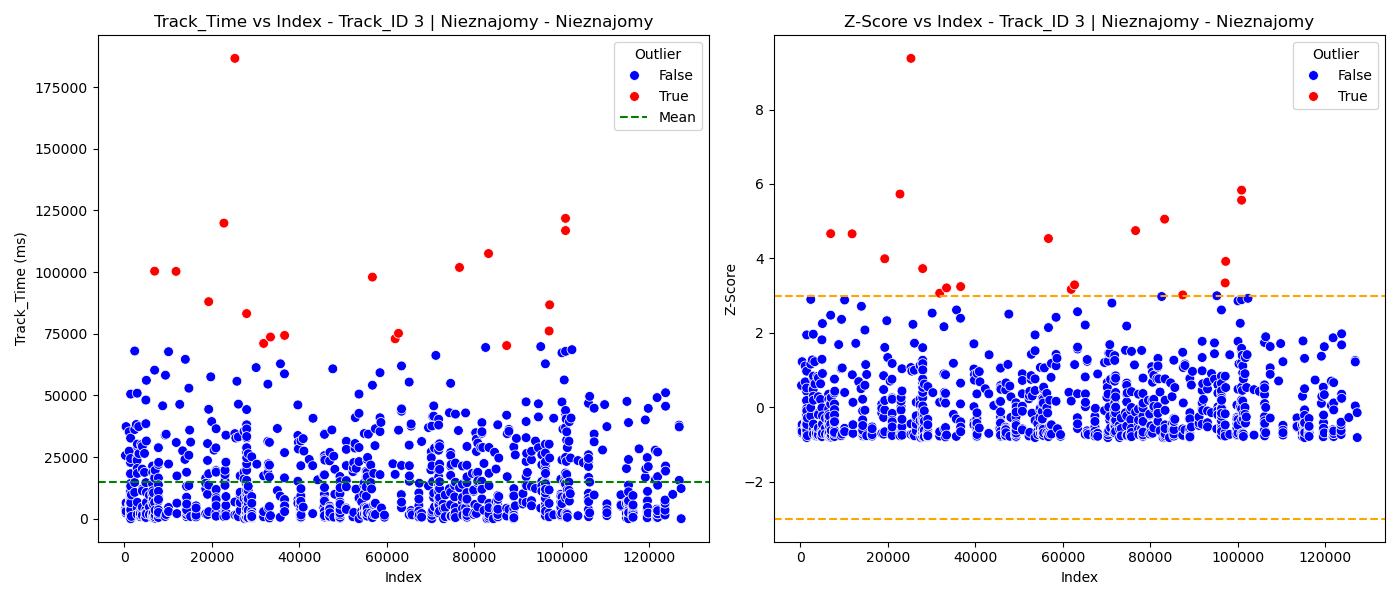 Track_Time vs Index - Track_ID 3 | Nieznajomy - Nieznajomy
Track_Time (ms)
175000
150000
125000
100000
75000
50000
25000
0
0 20000 40000 60000 80000 100000 120000
Index
Outlier
False
True
Mean
Z-Score vs Index - Track_ID 3 | Nieznajomy - Nieznajomy
Z-Score
8
6
4
2
0
−2
0 20000 40000 60000 80000 100000 120000
Index
Outlier
False
True